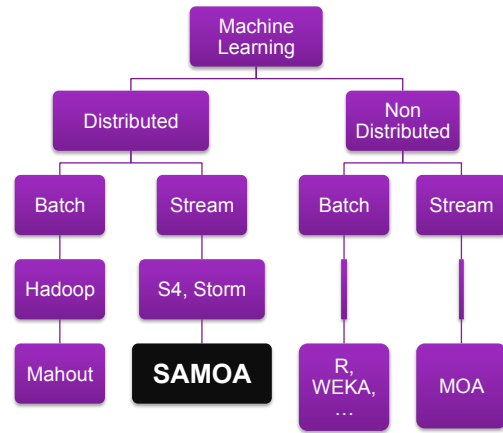 Machine
Learning
Distributed
Non
Distributed
Batch
Stream
Batch
Stream
Hadoop
S4, Storm
Mahout
SAMOA
R,
WEKA,
...
MOA